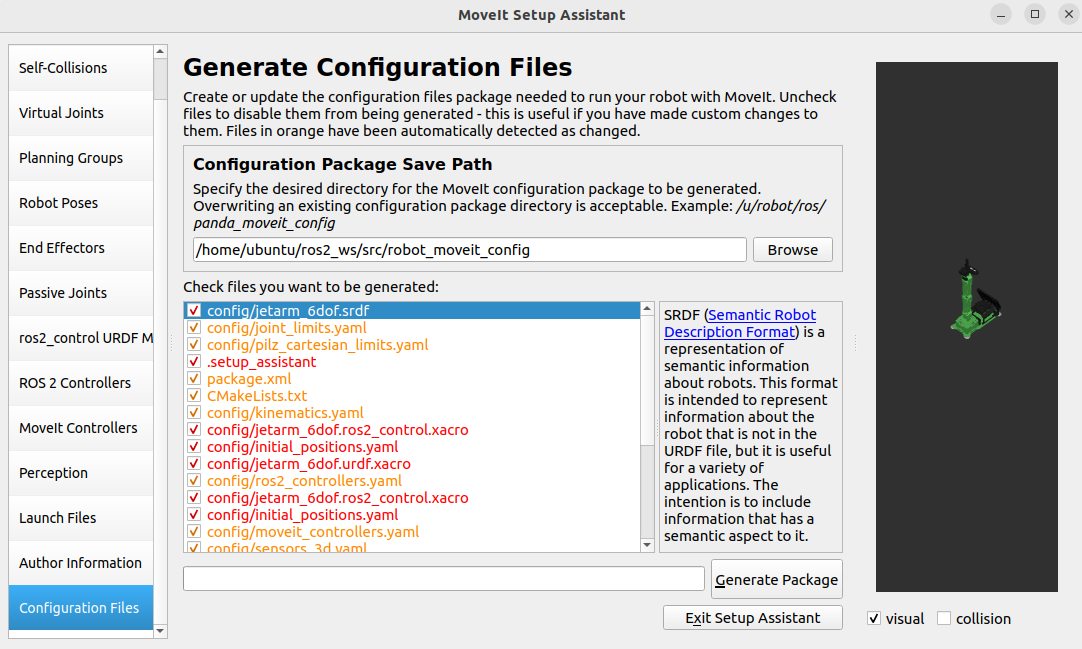 MoveIt Setup Assistant
Self-Collisions
Virtual Joints
Planning Groups
Robot Poses
End Effectors
Passive Joints
ros2_control URDF M
ROS 2 Controllers
MoveIt Controllers
Perception
Launch Files
Author Information
Configuration Files
Generate Configuration Files
Create or update the configuration files package needed to run your robot with MoveIt. Uncheck
files to disable them from being generated - this is useful if you have made custom changes to
them. Files in orange have been automatically detected as changed.
Configuration Package Save Path
Specify the desired directory for the MoveIt configuration package to be generated.
Overwriting an existing configuration package directory is acceptable. Example: /u/robot/ros/
panda_moveit_config
/home/ubuntu/ros2_ws/src/robot_moveit_config
Browse
Check files you want to be generated:
config/jetarm_6dof.srdf
config/joint_limits.yaml
config/pilz_cartesian_limits.yaml
.setup_assistant
package.xml
CMakeLists.txt
config/kinematics.yaml
config/jetarm_6dof.ros2_control.xacro
config/initial_positions.yaml
config/jetarm_6dof.urdf.xacro
config/ros2_controllers.yaml
config/jetarm_6dof.ros2_control.xacro
config/initial_positions.yaml
config/moveit_controllers.yaml
config/sensors_3d.yaml
SRDF (Semantic Robot
Description Format) is a
representation of
semantic information
about robots. This format
is intended to represent
information about the
robot that is not in the
URDF file, but it is useful
for a variety of
applications. The
intention is to include
information that has a
semantic aspect to it.
Generate Package
Exit Setup Assistant
visual
collision